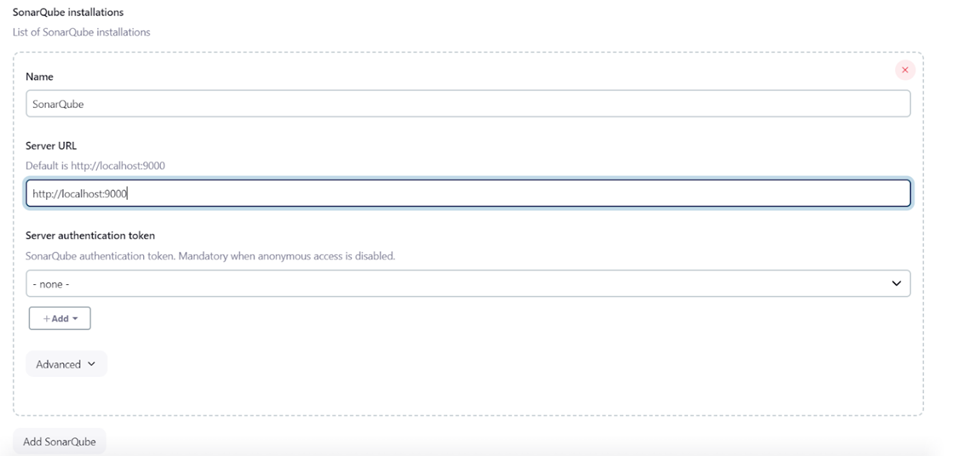 SonarQube installations
List of SonarQube installations
Name
SonarQube
Server URL
Default is http://localhost:9000
http://localhost:9000
Server authentication token
SonarQube authentication token. Mandatory when anonymous access is disabled.
- none -
+ Add
Advanced
Add SonarQube